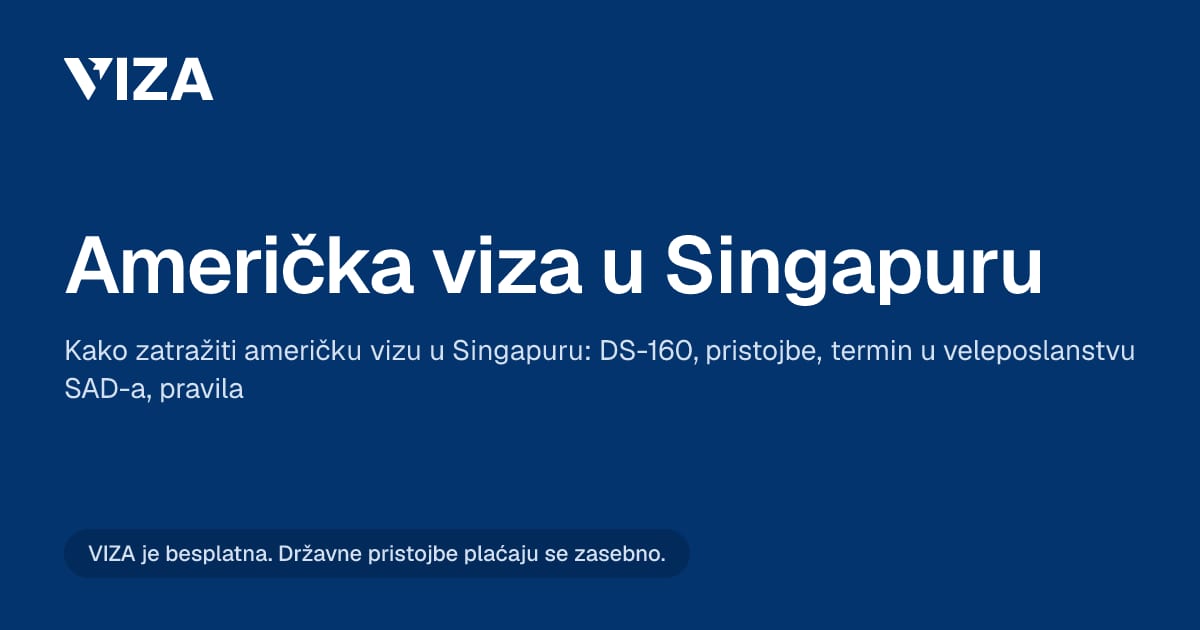 VIZA
Američka viza u Singapuru
Kako zatražiti američku vizu u Singapuru: DS-160, pristojbe, termin u veleposlanstvu
SAD-a, pravila
VIZA je besplatna. Državne pristojbe plaćaju se zasebno.